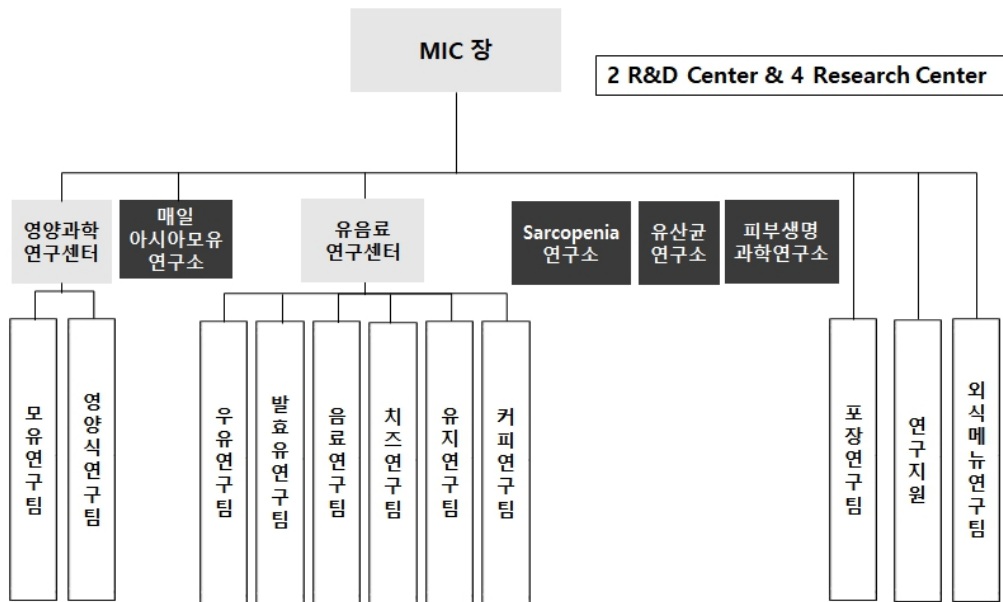 MIC 장
2 R&D Center & 4 Research Center
영양과학
연구센터
매일
아시아모유
연구소
유음료
연구센터
Sarcopenia
연구소
유산균
연구소
피부생명
과학연구소
모유연구팀
영양식연구팀
우유연구팀
발효유연구팀
음료연구팀
치즈연구팀
유지연구팀
커피연구팀
포장연구팀
연구지원
외식메뉴연구팀